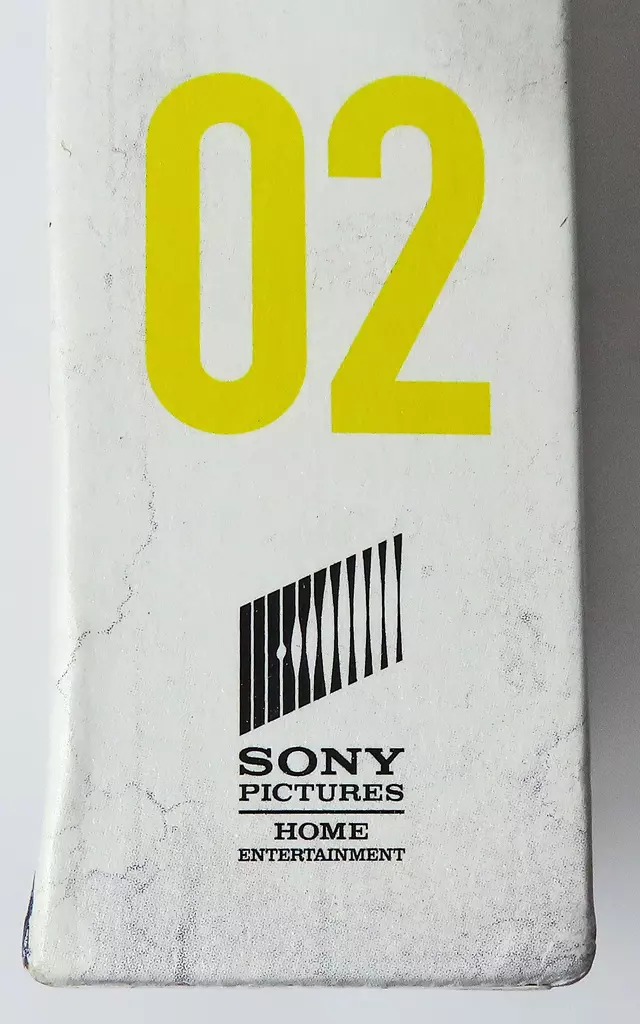 02
SONY
PICTURES
HOME
ENTERTAINMENT